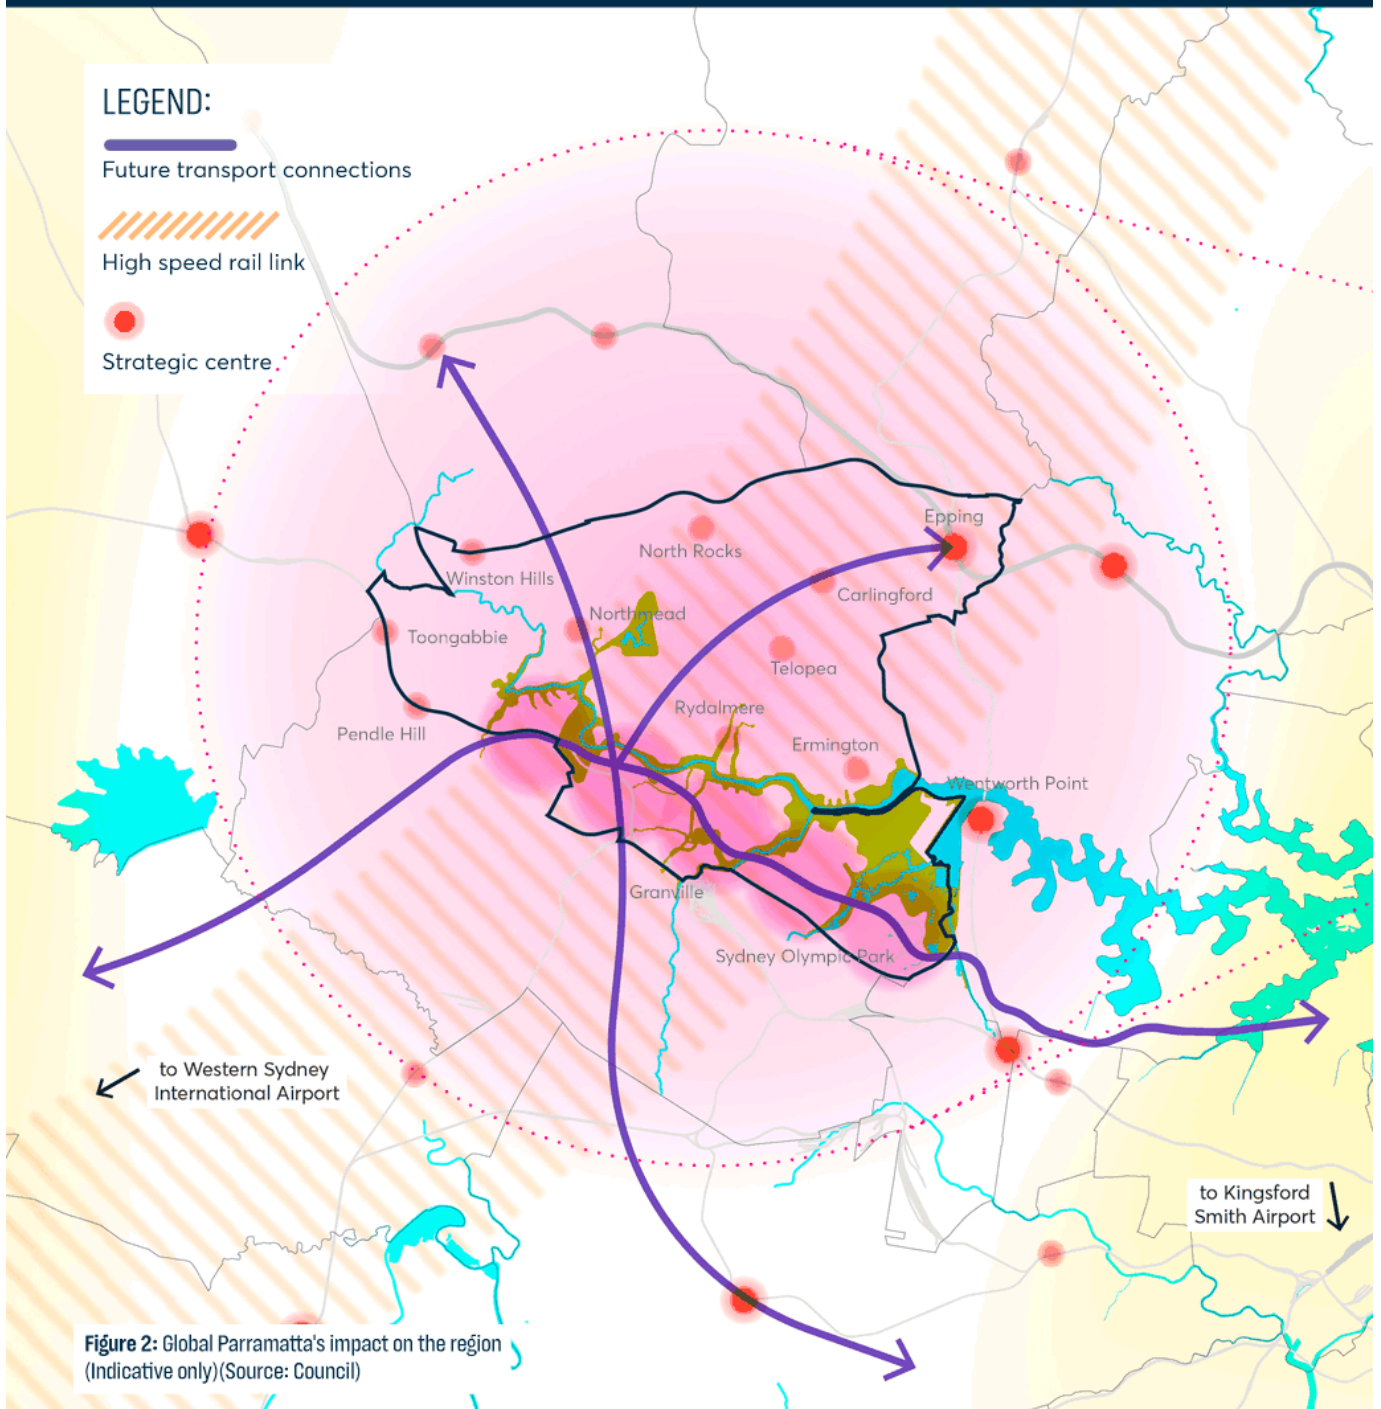 LEGEND:
Future transport connections
High speed rail link
Strategic centre
Epping
North Rocks
Winston Hills
Carlingford
Northmead
Toongabbie
Telopea
Rydalmere
Pendle Hill
Ermington
Wentworth Point
Granville
Sydney Olympic Park
to Western Sydney
International Airport
to Kingsford
Smith Airport
Figure 2: Global Parramatta's impact on the region
(Indicative only)(Source: Council)